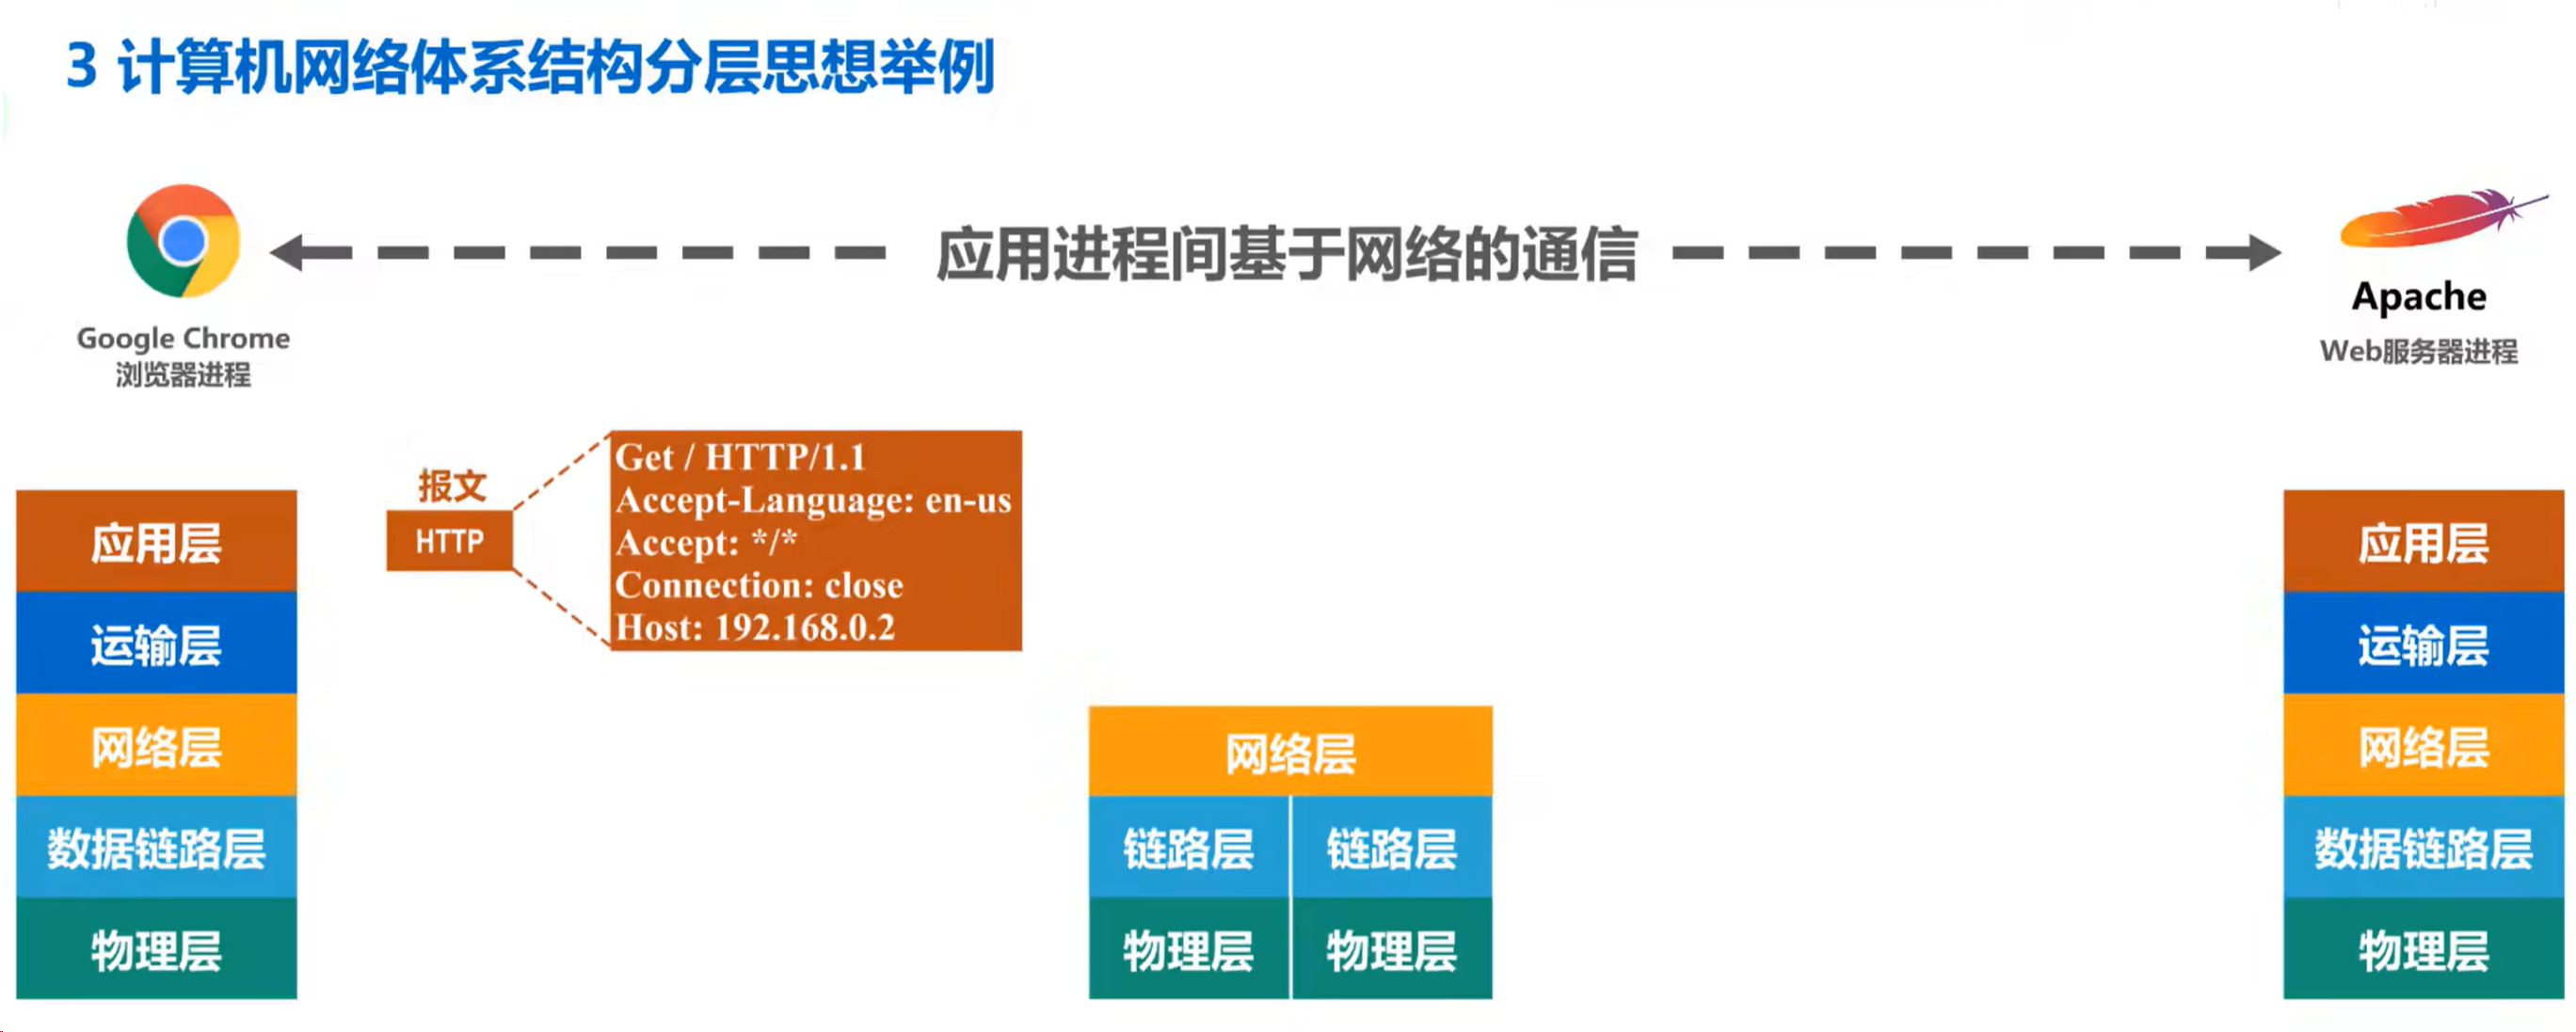 3 计算机网络体系结构分层思想举例
应用进程间基于网络的通信
Google Chrome
浏览器进程
Apache
Web服务器进程
报文
HTTP
Get / HTTP/1.1
Accept-Language: en-us
Accept: */*
Connection: close
Host: 192.168.0.2
应用层
运输层
网络层
数据链路层
物理层
网络层
链路层 链路层
物理层 物理层
应用层
运输层
网络层
数据链路层
物理层